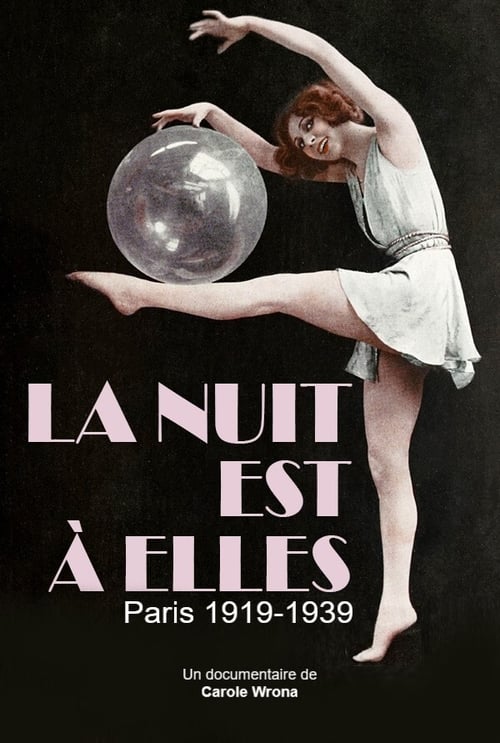 LA NUIT
EST
À ELLES
Paris 1919-1939
Un documentaire de
Carole Wrona